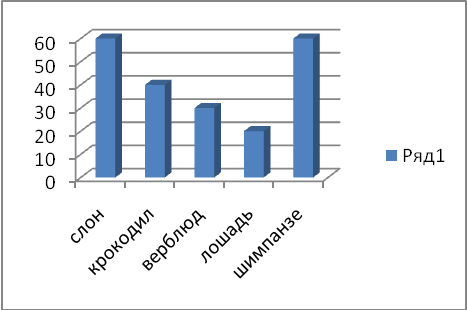 60
50
40
30
20
10
0
слон
крокодил
верблюд
лошадь
шимпанзе
Ряд1